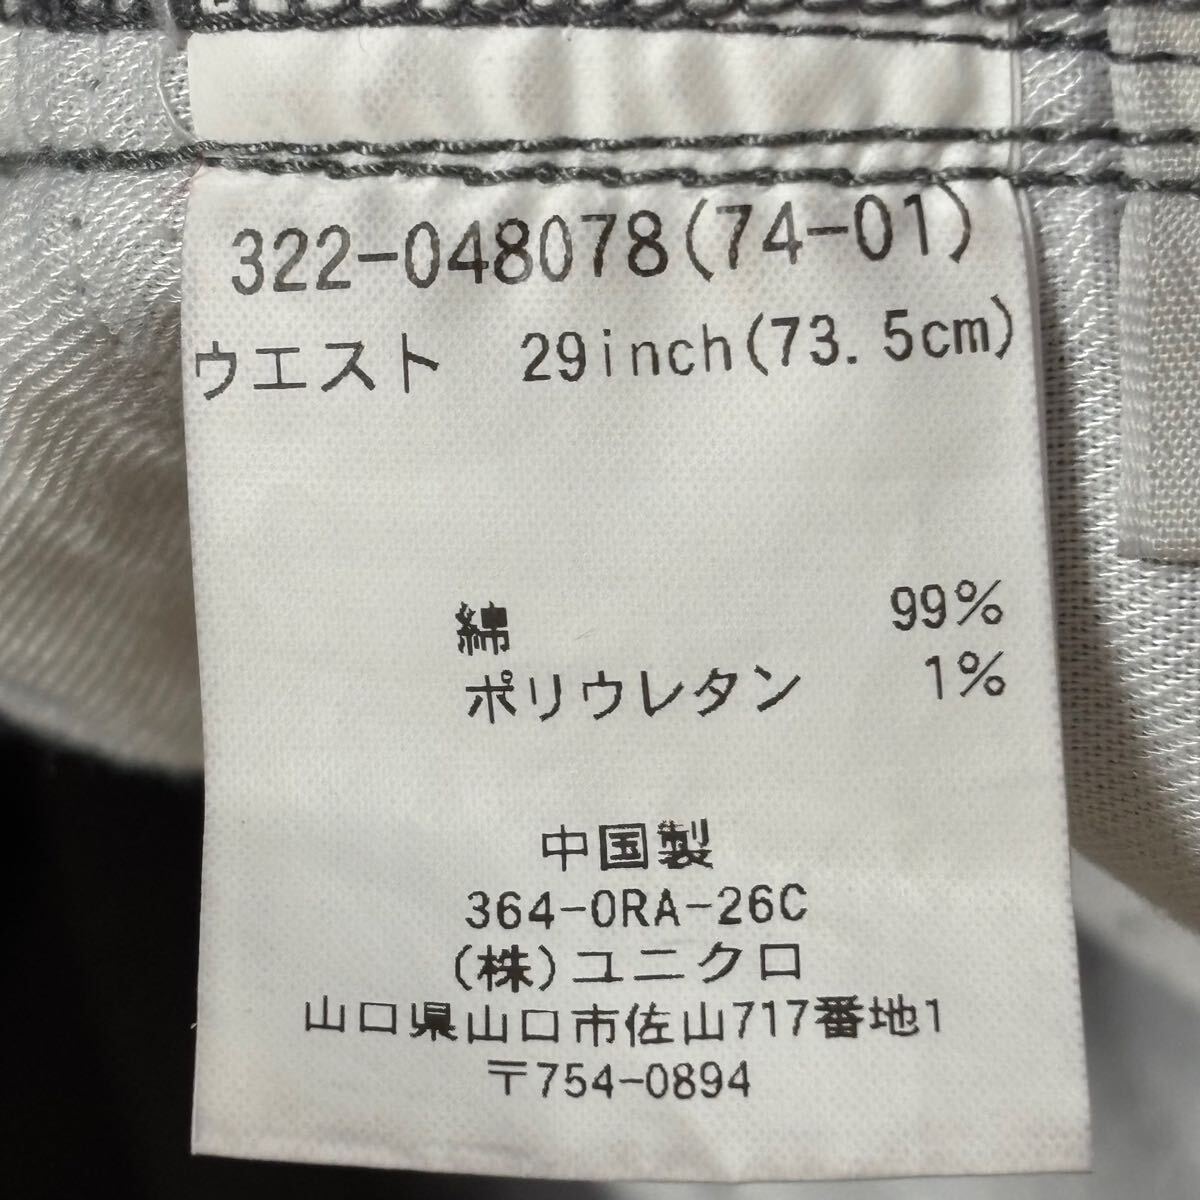 322-048078(74-01)
ウエスト 29inch(73.5cm)
綿 99%
ポリウレタン 1%
中国製
364-0RA-26C
(株)ユニクロ
山口県山口市佐山717番地1
〒754-0894